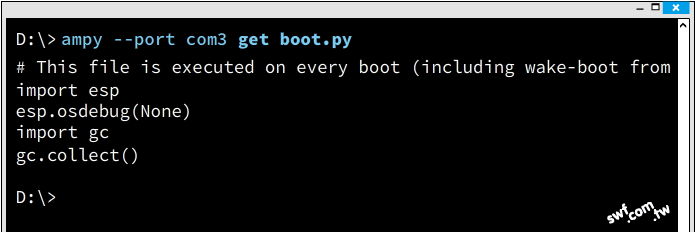 D:\> ampy --port com3 get boot.py
# This file is executed on every boot (including wake-boot from
import esp
esp.osdebug(None)
import gc
gc.collect()
D:\>
swf.com.tw